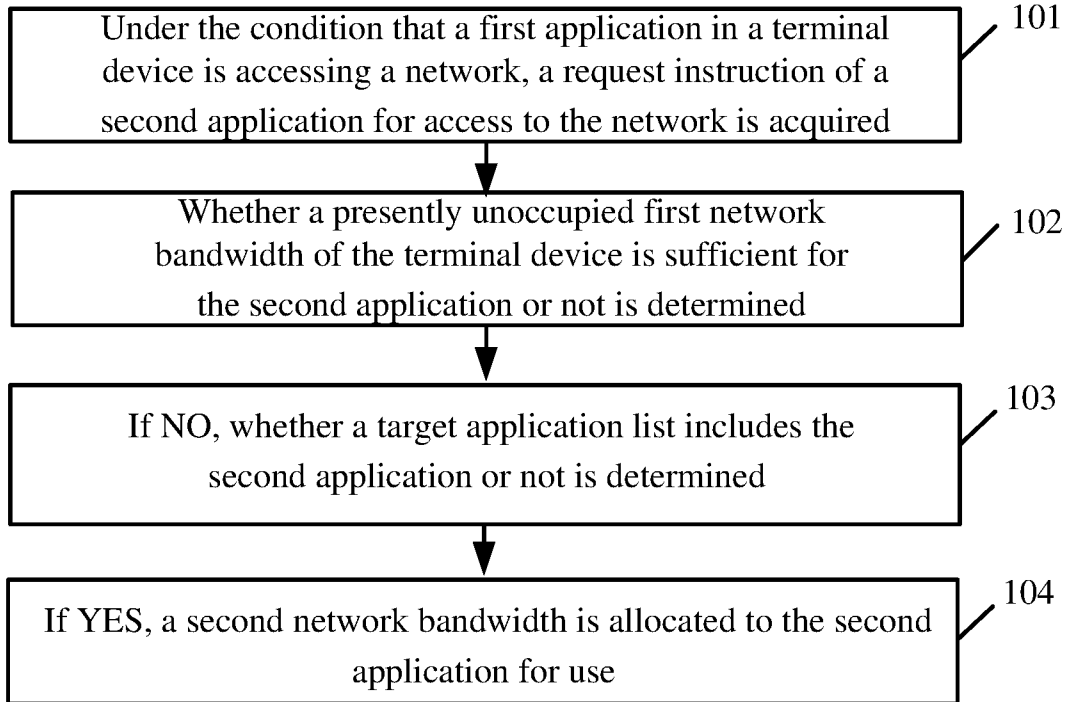 Under the condition that a first application in a terminal
device is accessing a network, a request instruction of a
second application for access to the network is acquired
101
Whether a presently unoccupied first network
bandwidth of the terminal device is sufficient for
the second application or not is determined
102
If NO, whether a target application list includes the
second application or not is determined
103
If YES, a second network bandwidth is allocated to the second
application for use
104